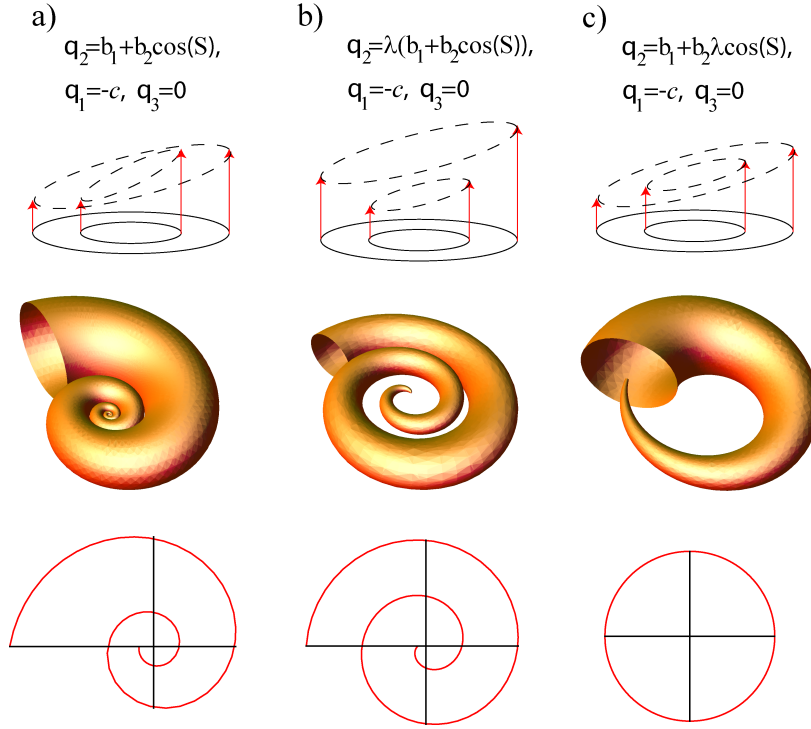 a)
q₂=b₁+b₂cos(S),
q₁=-c, q₃=0
b)
q₂=λ(b₁+b₂cos(S)),
q₁=-c, q₃=0
c)
q₂=b₁+b₂λcos(S),
q₁=-c, q₃=0